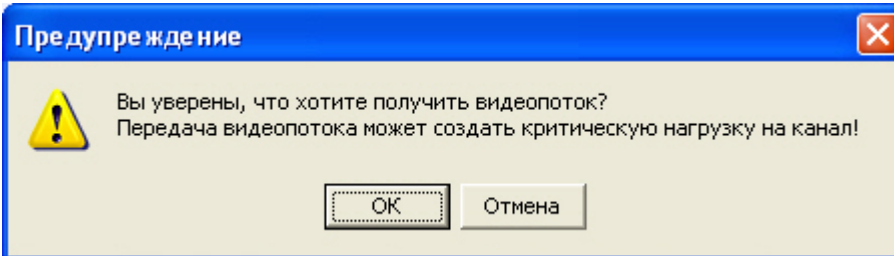 Предупреждение
Вы уверены, что хотите получить видеопоток?
Передача видеопотока может создать критическую нагрузку на канал!
OK
Отмена